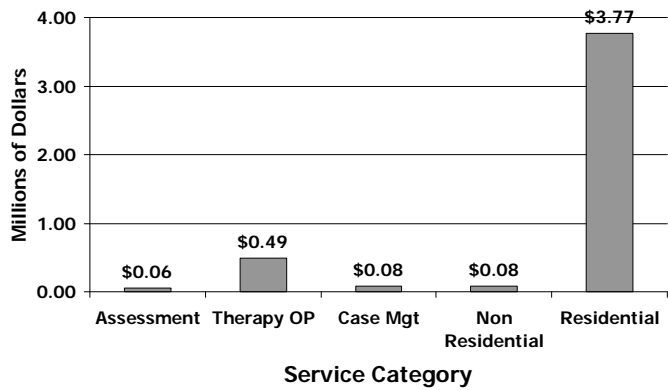 Millions of Dollars
4.00
3.00
2.00
1.00
0.00
$0.06
$0.49
$0.08
$0.08
$3.77
Assessment
Therapy OP
Case Mgt
Non
Residential
Residential
Service Category